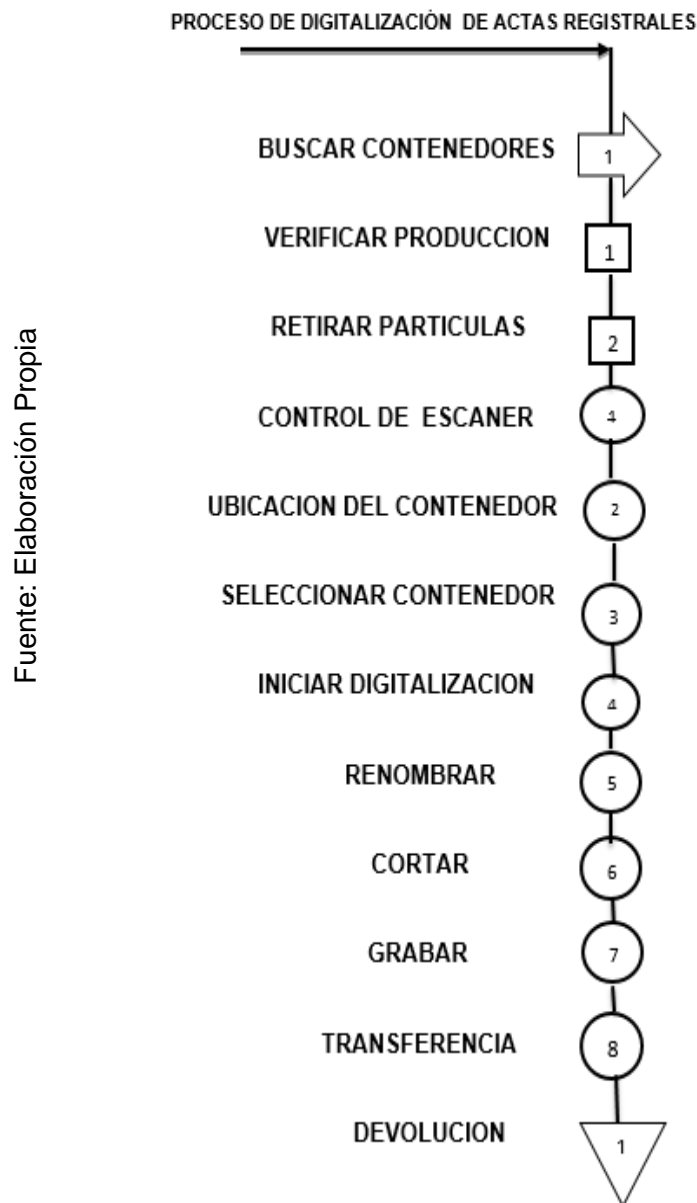 PROCESO DE DIGITALIZACIÓN DE ACTAS REGISTRALES
BUSCAR CONTENEDORES 1
VERIFICAR PRODUCCION 1
RETIRAR PARTICULAS 2
CONTROL DE ESCANER
UBICACION DEL CONTENEDOR 2
SELECCIONAR CONTENEDOR 3
INICIAR DIGITALIZACION 4
RENOMBRAR 5
CORTAR 6
GRABAR 7
TRANSFERENCIA 8
DEVOLUCION 1
Fuente: Elaboración Propia